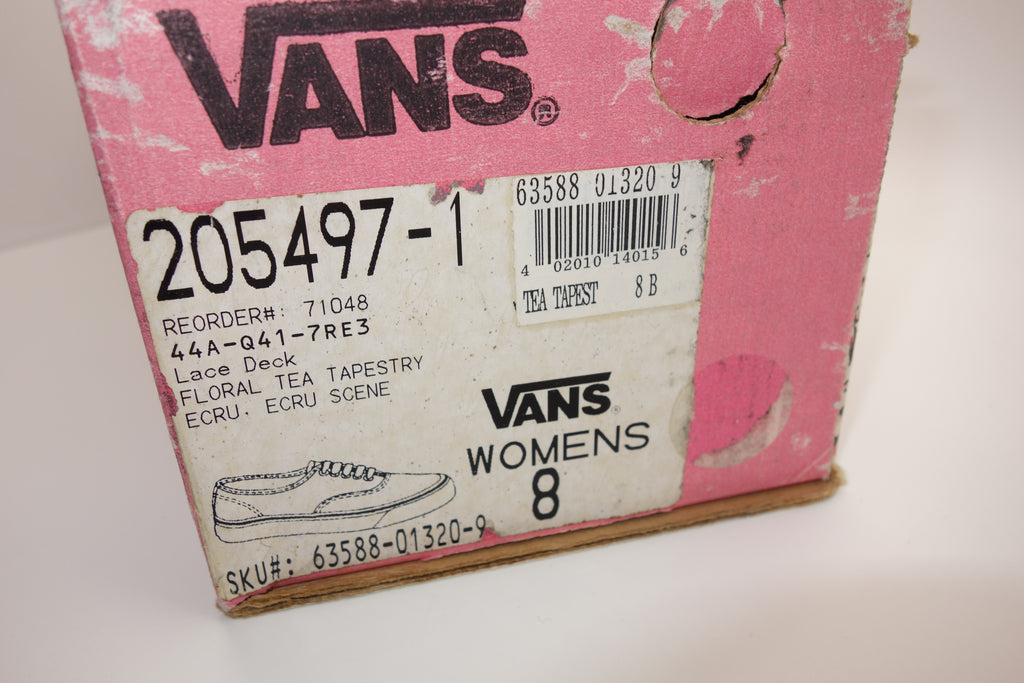 VANS®
205497-1
63588 01320 9
4 02010 14015 6
TEA TAPEST 8 B
REORDER#: 71048
44A-Q41-7RE3
Lace Deck
FLORAL TEA TAPESTRY
ECRU, ECRU SCENE
VANS®
WOMENS
8
SKU#: 63588-01320-9